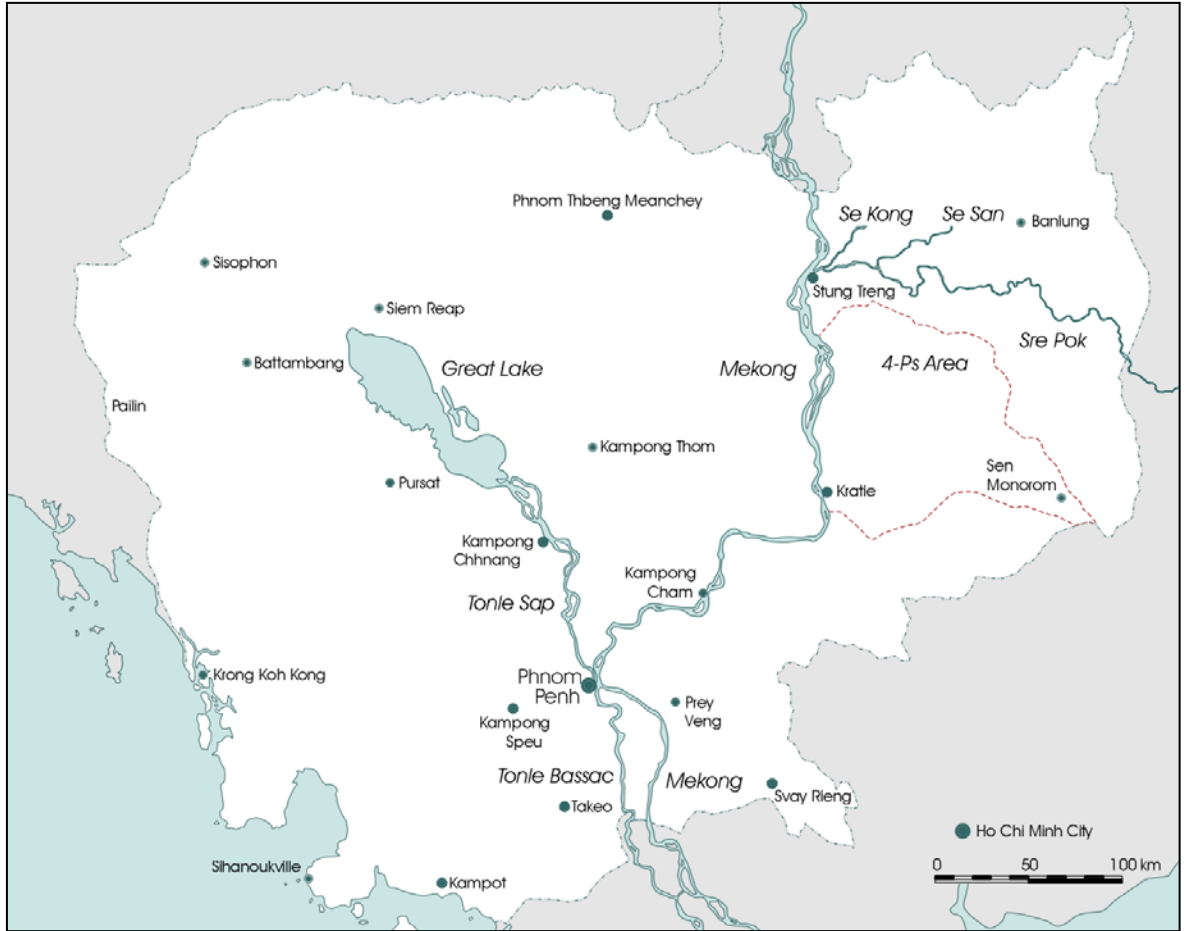 Phnom Thbeng Meanchey
Se Kong
Se San
Banlung
Sisophon
Stung Treng
Siem Reap
Sre Pok
Battambang
Great Lake
Mekong
4-Ps Area
Pailin
Kampong Thom
Pursat
Kratie
Sen
Monorom
Kampong
Chhnang
Kampong
Cham
Tonle Sap
Krong Koh Kong
Phnom
Penh
Prey
Veng
Kampong
Speu
Tonle Bassac
Mekong
Svay Rieng
Takeo
Ho Chi Minh City
0 50 100 km
Sihanoukville
Kampot